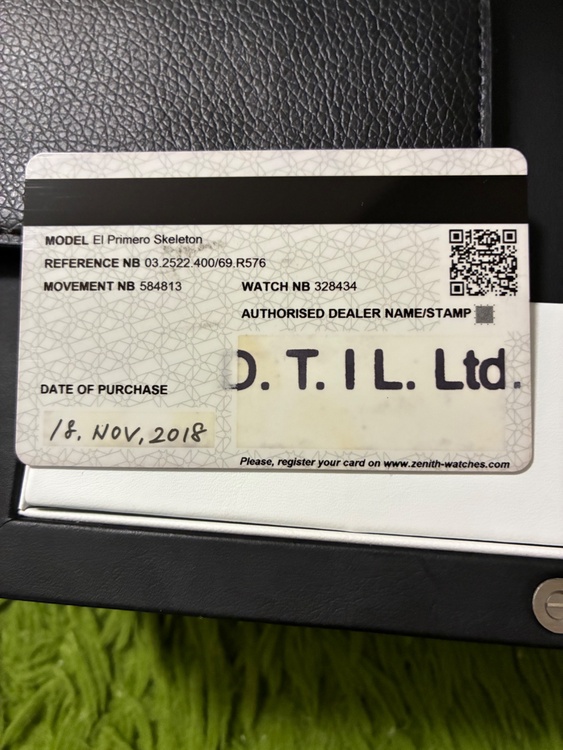 MODEL El Primero Skeleton
REFERENCE NB 03.2522.400/69.R576
MOVEMENT NB 584813 WATCH NB 328434
AUTHORISED DEALER NAME/STAMP
D. T. I L. Ltd.
DATE OF PURCHASE
18. NOV, 2018
Please, register your card on www.zenith-watches.com